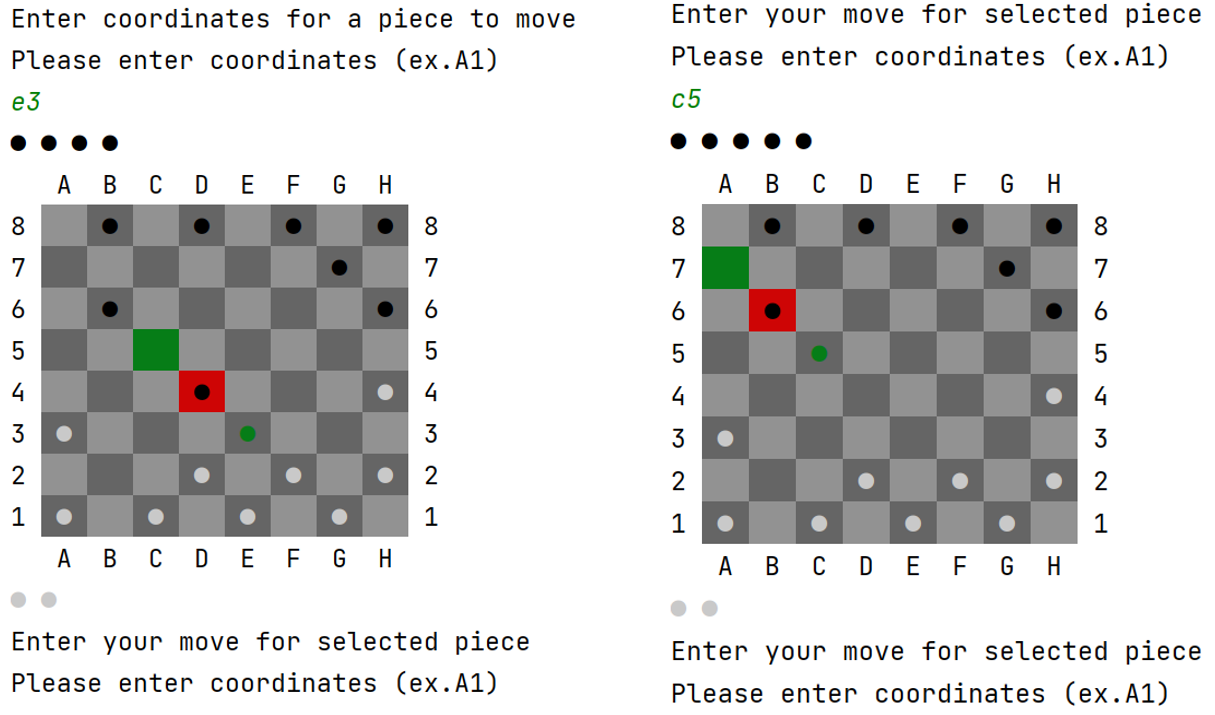 Enter coordinates for a piece to move
Please enter coordinates (ex.A1)
e3
A B C D E F G H
8 8
7 7
6 6
5 5
4 4
3 3
2 2
1 1
A B C D E F G H
Enter your move for selected piece
Please enter coordinates (ex.A1)
Enter your move for selected piece
Please enter coordinates (ex.A1)
c5
A B C D E F G H
8 8
7 7
6 6
5 5
4 4
3 3
2 2
1 1
A B C D E F G H
Enter your move for selected piece
Please enter coordinates (ex.A1)